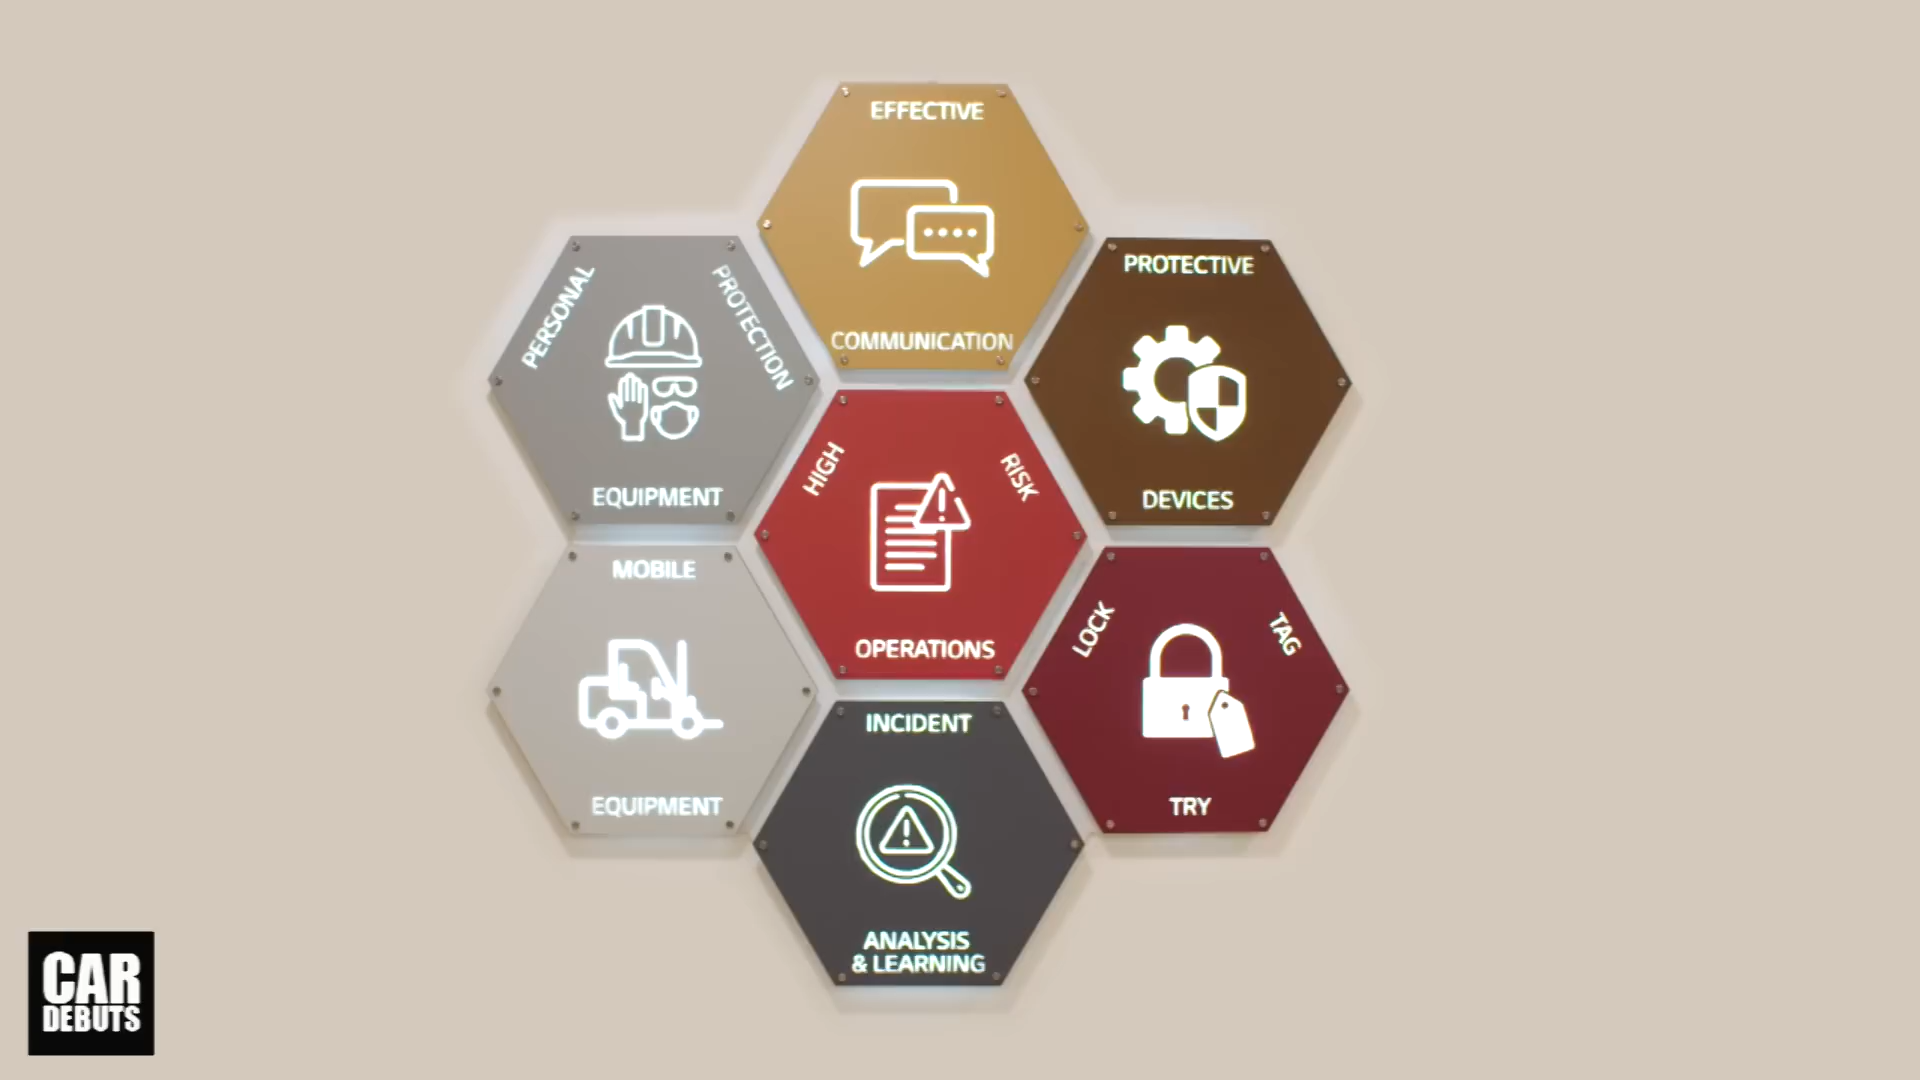 EFFECTIVE
COMMUNICATION
PERSONAL
PROTECTION
EQUIPMENT
PROTECTIVE
DEVICES
HIGH
RISK
OPERATIONS
MOBILE
EQUIPMENT
LOCK
TAG
TRY
INCIDENT
ANALYSIS
& LEARNING
CAR
DEBUTS